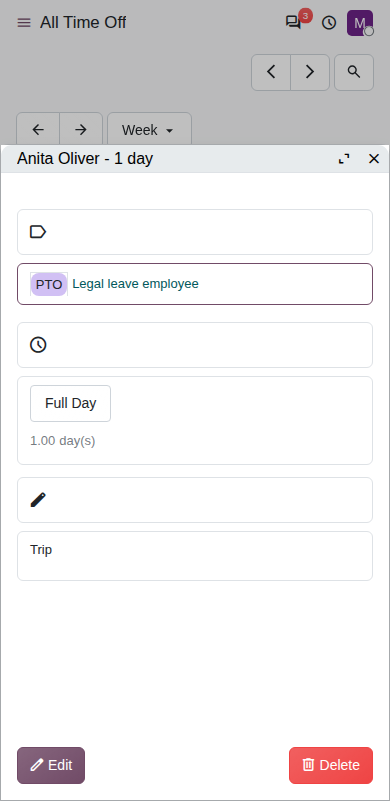 All Time Off
3
M
Week
Anita Oliver - 1 day
PTO Legal leave employee
Full Day
1.00 day(s)
Trip
Edit
Delete